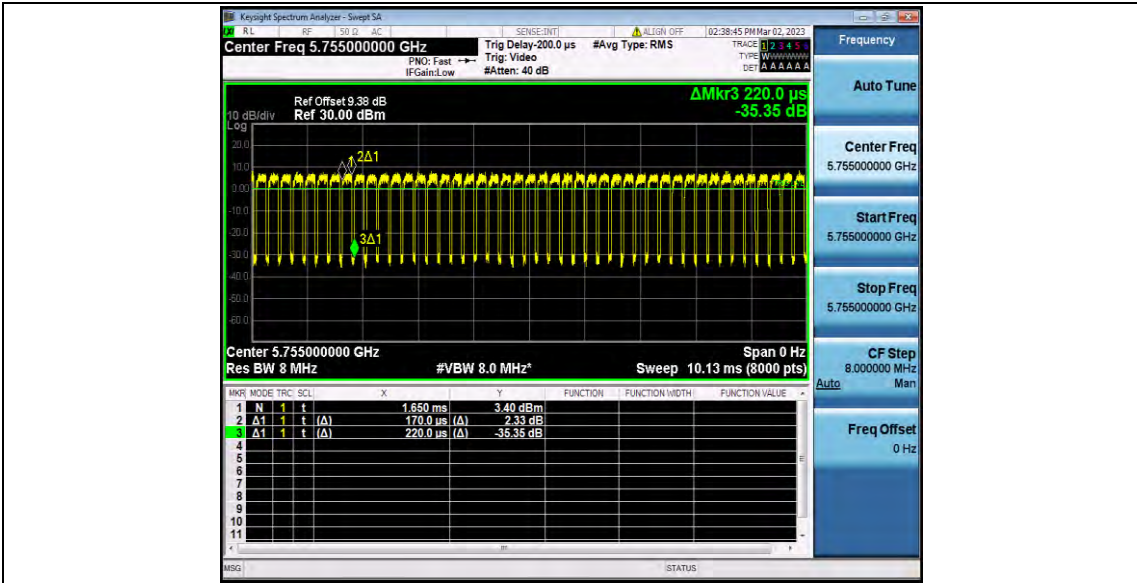 Keysight Spectrum Analyzer - Swept SA
RL RF 50 Ω AC SENSE:INT ALIGN OFF 02:38:45 PM Mar 02, 2023
Center Freq 5.755000000 GHz
PNO: Fast
IFGain:Low
Trig Delay-200.0 µs
Trig: Video
#Atten: 40 dB
#Avg Type: RMS
TRACE 1 2 3 4 5 6
TYPE
DET A A A A A A
Frequency
Ref Offset 9.38 dB
10 dB/div Ref 30.00 dBm
Log
ΔMkr3 220.0 µs
-35.35 dB
20.0
10.0
0.00
-10.0
-20.0
-30.0
-40.0
-50.0
-60.0
2Δ1
3Δ1
Center 5.755000000 GHz Span 0 Hz
Res BW 8 MHz #VBW 8.0 MHz* Sweep 10.13 ms (8000 pts)
MKR MODE TRC SCL X Y FUNCTION FUNCTION WIDTH FUNCTION VALUE
1 N 1 t 1.650 ms 3.40 dBm
2 Δ1 1 t (Δ) 170.0 µs (Δ) 2.33 dB
3 Δ1 1 t (Δ) 220.0 µs (Δ) -35.35 dB
4
5
6
7
8
9
10
11
Auto Tune
Center Freq
5.755000000 GHz
Start Freq
5.755000000 GHz
Stop Freq
5.755000000 GHz
CF Step
8.000000 MHz
Auto Man
Freq Offset
0 Hz
MSG STATUS